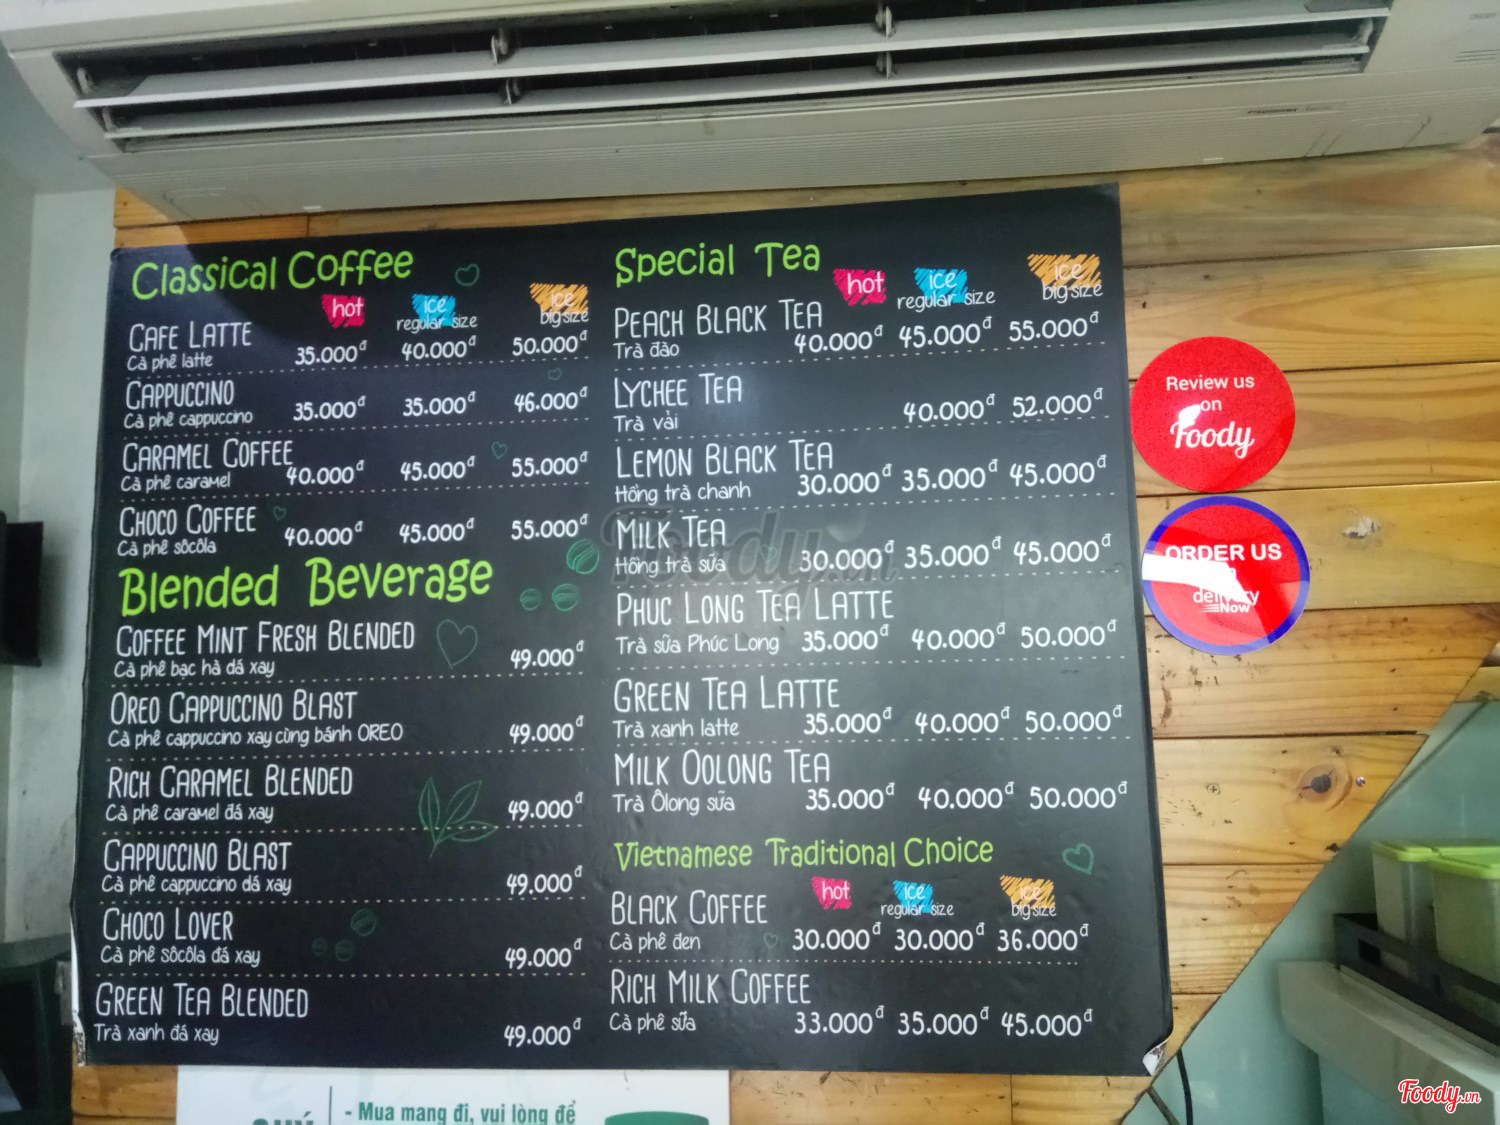 Classical Coffee
hot
ice
regular size
ice
big size
CAFE LATTE
Cà phê latte
35.000đ 40.000đ 50.000đ
CAPPUCCINO
Cà phê cappuccino
35.000đ 35.000đ 46.000đ
CARAMEL COFFEE
Cà phê caramel
40.000đ 45.000đ 55.000đ
CHOCO COFFEE
Cà phê sôcôla
40.000đ 45.000đ 55.000đ
Blended Beverage
COFFEE MINT FRESH BLENDED
Cà phê bạc hà đá xay
49.000đ
OREO CAPPUCCINO BLAST
Cà phê cappuccino xay cùng bánh OREO
49.000đ
RICH CARAMEL BLENDED
Cà phê caramel đá xay
49.000đ
CAPPUCCINO BLAST
Cà phê cappuccino đá xay
49.000đ
CHOCO LOVER
Cà phê sôcôla đá xay
49.000đ
GREEN TEA BLENDED
Trà xanh đá xay
49.000đ
Special Tea
hot
ice
regular size
ice
big size
PEACH BLACK TEA
Trà đào
40.000đ 45.000đ 55.000đ
LYCHEE TEA
Trà vải
40.000đ 52.000đ
LEMON BLACK TEA
Hồng trà chanh
30.000đ 35.000đ 45.000đ
MILK TEA
Hồng trà sữa
30.000đ 35.000đ 45.000đ
PHUC LONG TEA LATTE
Trà sữa Phúc Long
35.000đ 40.000đ 50.000đ
GREEN TEA LATTE
Trà xanh latte
35.000đ 40.000đ 50.000đ
MILK OOLONG TEA
Trà Ôlong sữa
35.000đ 40.000đ 50.000đ
Vietnamese Traditional Choice
hot
ice
regular size
ice
big size
BLACK COFFEE
Cà phê đen
30.000đ 30.000đ 36.000đ
RICH MILK COFFEE
Cà phê sữa
33.000đ 35.000đ 45.000đ
Review us
on
Foody
ORDER US
delivery
Now
Foody.vn
- Mua mang đi, vui lòng để
Foody.vn